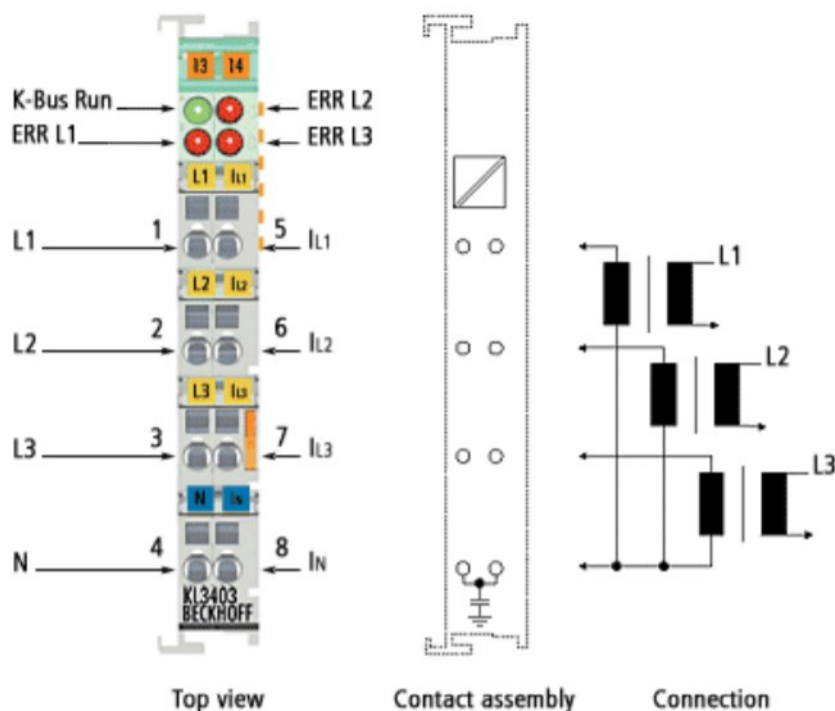 I3 I4
K-Bus Run
ERR L2
ERR L1
ERR L3
L1 IL1
L1
1
5
IL1
L2 IL2
L2
2
6
IL2
L3 IL3
L3
3
7
IL3
N IN
N
4
8
IN
KL3403
BECKHOFF
L1
L2
L3
Top view
Contact assembly
Connection